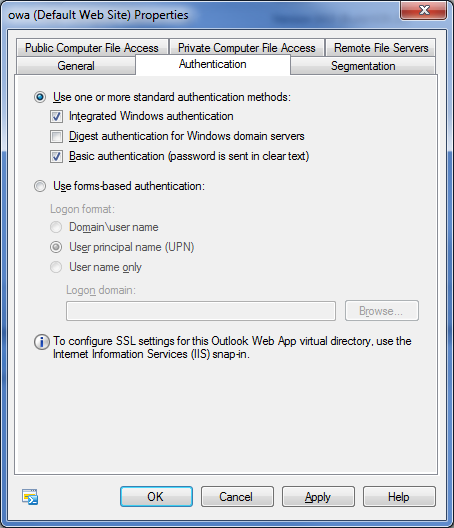 owa (Default Web Site) Properties
Public Computer File Access Private Computer File Access Remote File Servers
General Authentication Segmentation
Use one or more standard authentication methods:
Integrated Windows authentication
Digest authentication for Windows domain servers
Basic authentication (password is sent in clear text)
Use forms-based authentication:
Logon format:
Domain\user name
User principal name (UPN)
User name only
Logon domain:
Browse...
To configure SSL settings for this Outlook Web App virtual directory, use the
Internet Information Services (IIS) snap-in.
OK Cancel Apply Help